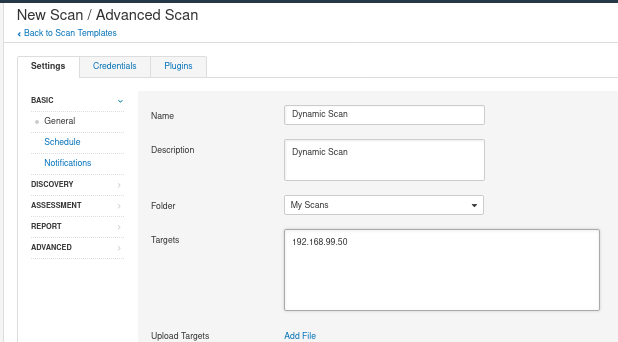 New Scan / Advanced Scan
Back to Scan Templates
Settings Credentials Plugins
BASIC
General
Schedule
Notifications
DISCOVERY
ASSESSMENT
REPORT
ADVANCED
Name Dynamic Scan
Description Dynamic Scan
Folder My Scans
Targets 192.168.99.50
Upload Targets Add File